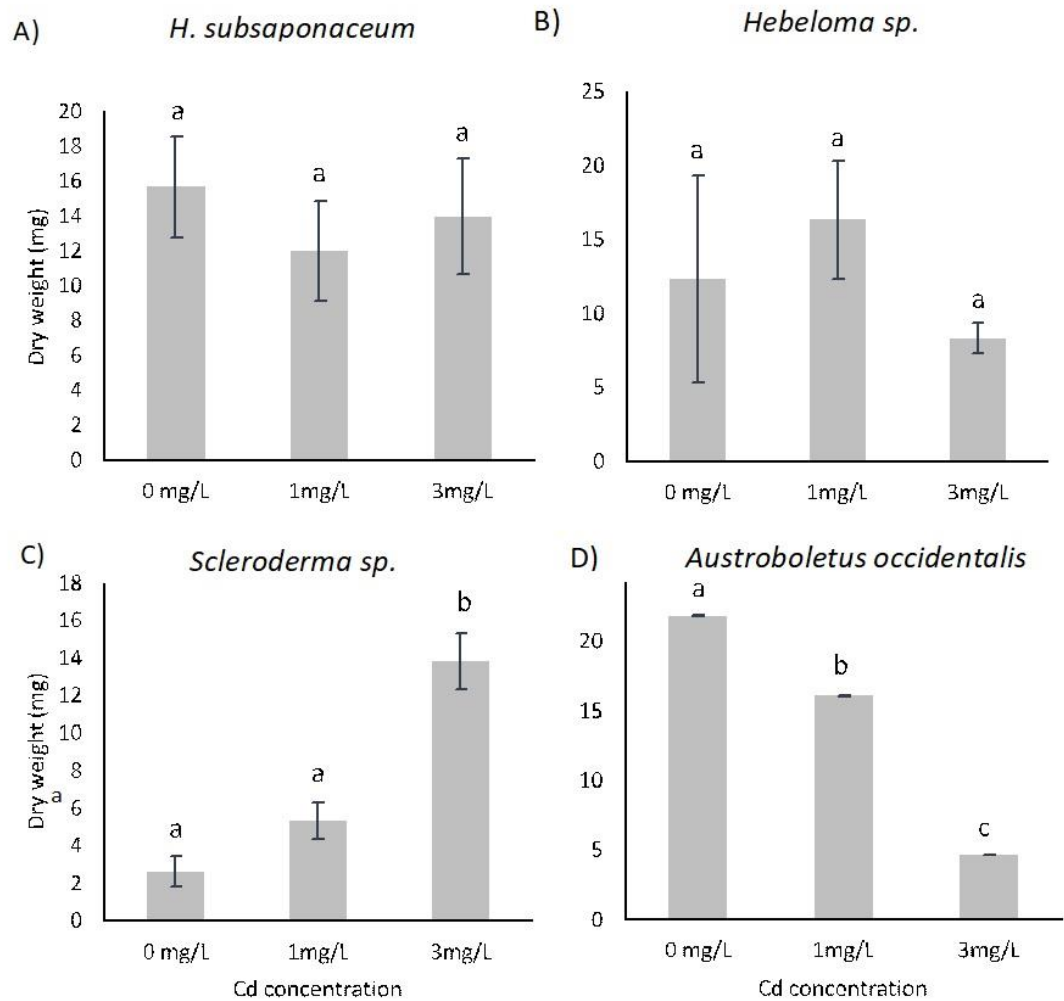 A)
H. subsaponaceum
20
18
16
14
12
10
8
6
4
2
0
Dry weight (mg)
a
a
a
0 mg/L 1mg/L 3mg/L
B)
Hebeloma sp.
25
20
15
10
5
0
a
a
a
0 mg/L 1mg/L 3mg/L
C)
Scleroderma sp.
18
16
14
12
10
8
6
4
2
0
Dry weight (mg)
a
a
a
b
0 mg/L 1mg/L 3mg/L
Cd concentration
D)
Austroboletus occidentalis
20
15
10
5
0
a
b
c
0 mg/L 1mg/L 3mg/L
Cd concentration